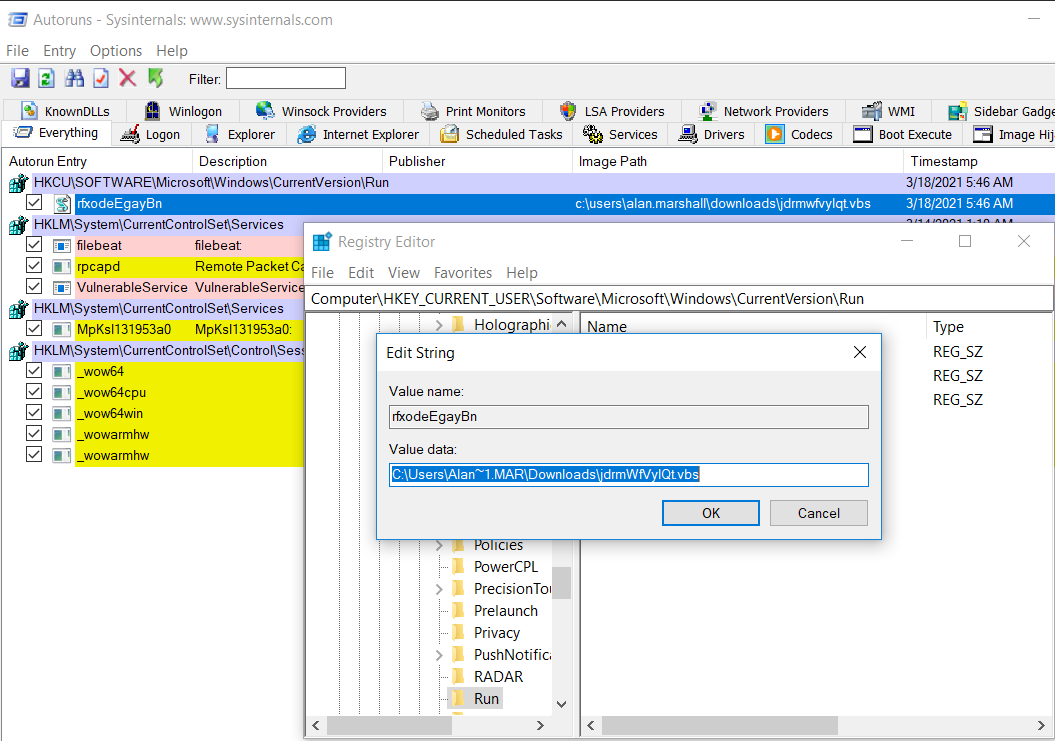 Autoruns - Sysinternals: www.sysinternals.com
File Entry Options Help
Filter:
KnownDLLs Winlogon Winsock Providers Print Monitors LSA Providers Network Providers WMI Sidebar Gadge
Everything Logon Explorer Internet Explorer Scheduled Tasks Services Drivers Codecs Boot Execute Image Hij
Autorun Entry Description Publisher Image Path Timestamp
HKCU\SOFTWARE\Microsoft\Windows\CurrentVersion\Run 3/18/2021 5:46 AM
rfxodeEgayBn c:\users\alan.marshall\downloads\jdrmwfvylqt.vbs 3/18/2021 5:46 AM
HKLM\System\CurrentControlSet\Services
filebeat filebeat:
rpcapd Remote Packet Ca
VulnerableService VulnerableService
HKLM\System\CurrentControlSet\Services
MpKsl131953a0 MpKsl131953a0:
HKLM\System\CurrentControlSet\Control\Sess
_wow64
_wow64cpu
_wow64win
_wowarmhw
_wowarmhw
Registry Editor
File Edit View Favorites Help
Computer\HKEY_CURRENT_USER\Software\Microsoft\Windows\CurrentVersion\Run
Holographi
Name Type
REG_SZ
REG_SZ
REG_SZ
Edit String
Value name:
rfxodeEgayBn
Value data:
C:\Users\Alan~1.MAR\Downloads\jdrmWfVylQt.vbs
OK Cancel
Policies
PowerCPL
PrecisionTou
Prelaunch
Privacy
PushNotifica
RADAR
Run